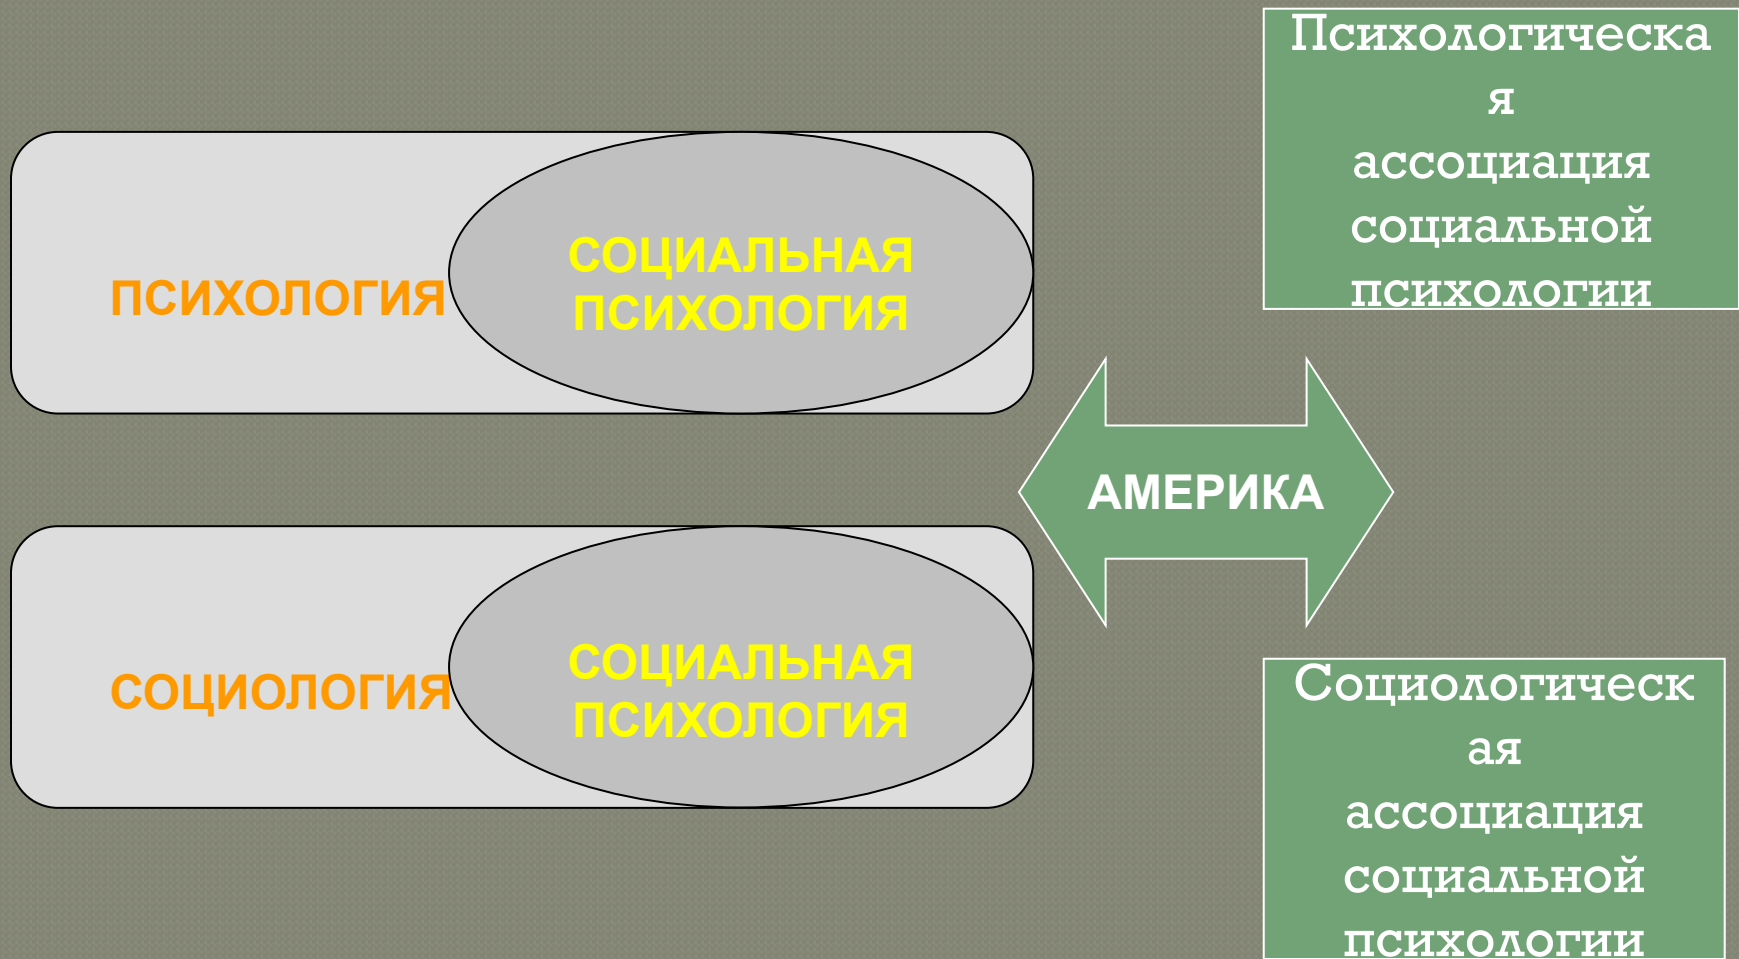 Психологическа
я
ассоциация
социальной
психологии
ПСИХОЛОГИЯ
СОЦИАЛЬНАЯ
ПСИХОЛОГИЯ
АМЕРИКА
СОЦИОЛОГИЯ
СОЦИАЛЬНАЯ
ПСИХОЛОГИЯ
Социологическ
ая
ассоциация
социальной
психологии